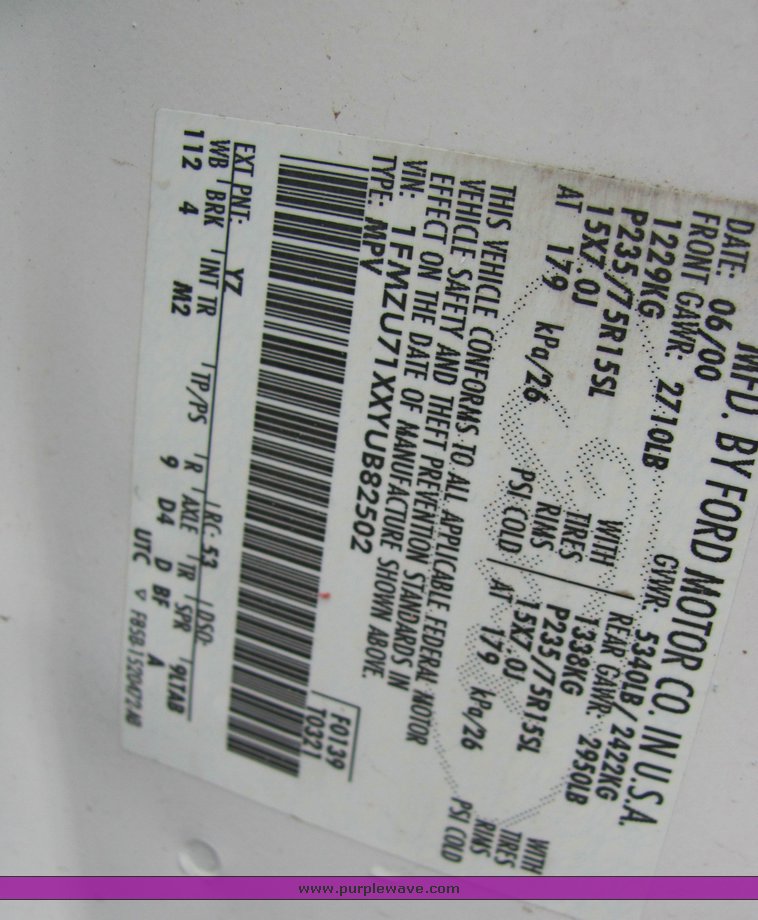 MFD. BY FORD MOTOR CO. IN U.S.A.
DATE: 06/00 GVWR: 5340LB/ 2422KG
FRONT GAWR: 2710LB REAR GAWR: 2950LB
1229KG WITH 1338KG WITH
P235/75R15SL TIRES P235/75R15SL TIRES
15X7.0J RIMS 15X7.0J RIMS
AT 179 kPa/26 PSI COLD AT 179 kPa/26 PSI COLD
THIS VEHICLE CONFORMS TO ALL APPLICABLE FEDERAL MOTOR
VEHICLE SAFETY AND THEFT PREVENTION STANDARDS IN
EFFECT ON THE DATE OF MANUFACTURE SHOWN ABOVE.
VIN: 1FMZU71XXYUB82502
TYPE: MPV
F0139
T0321
EXT PNT: YZ RC: 53 DSO:
WB BRK INT TR TP/PS R AXLE TR SPR 9LTAB
112 4 M2 9 D4 D BF A
UTC ▽ F85B 1520472 AB
www.purplewave.com